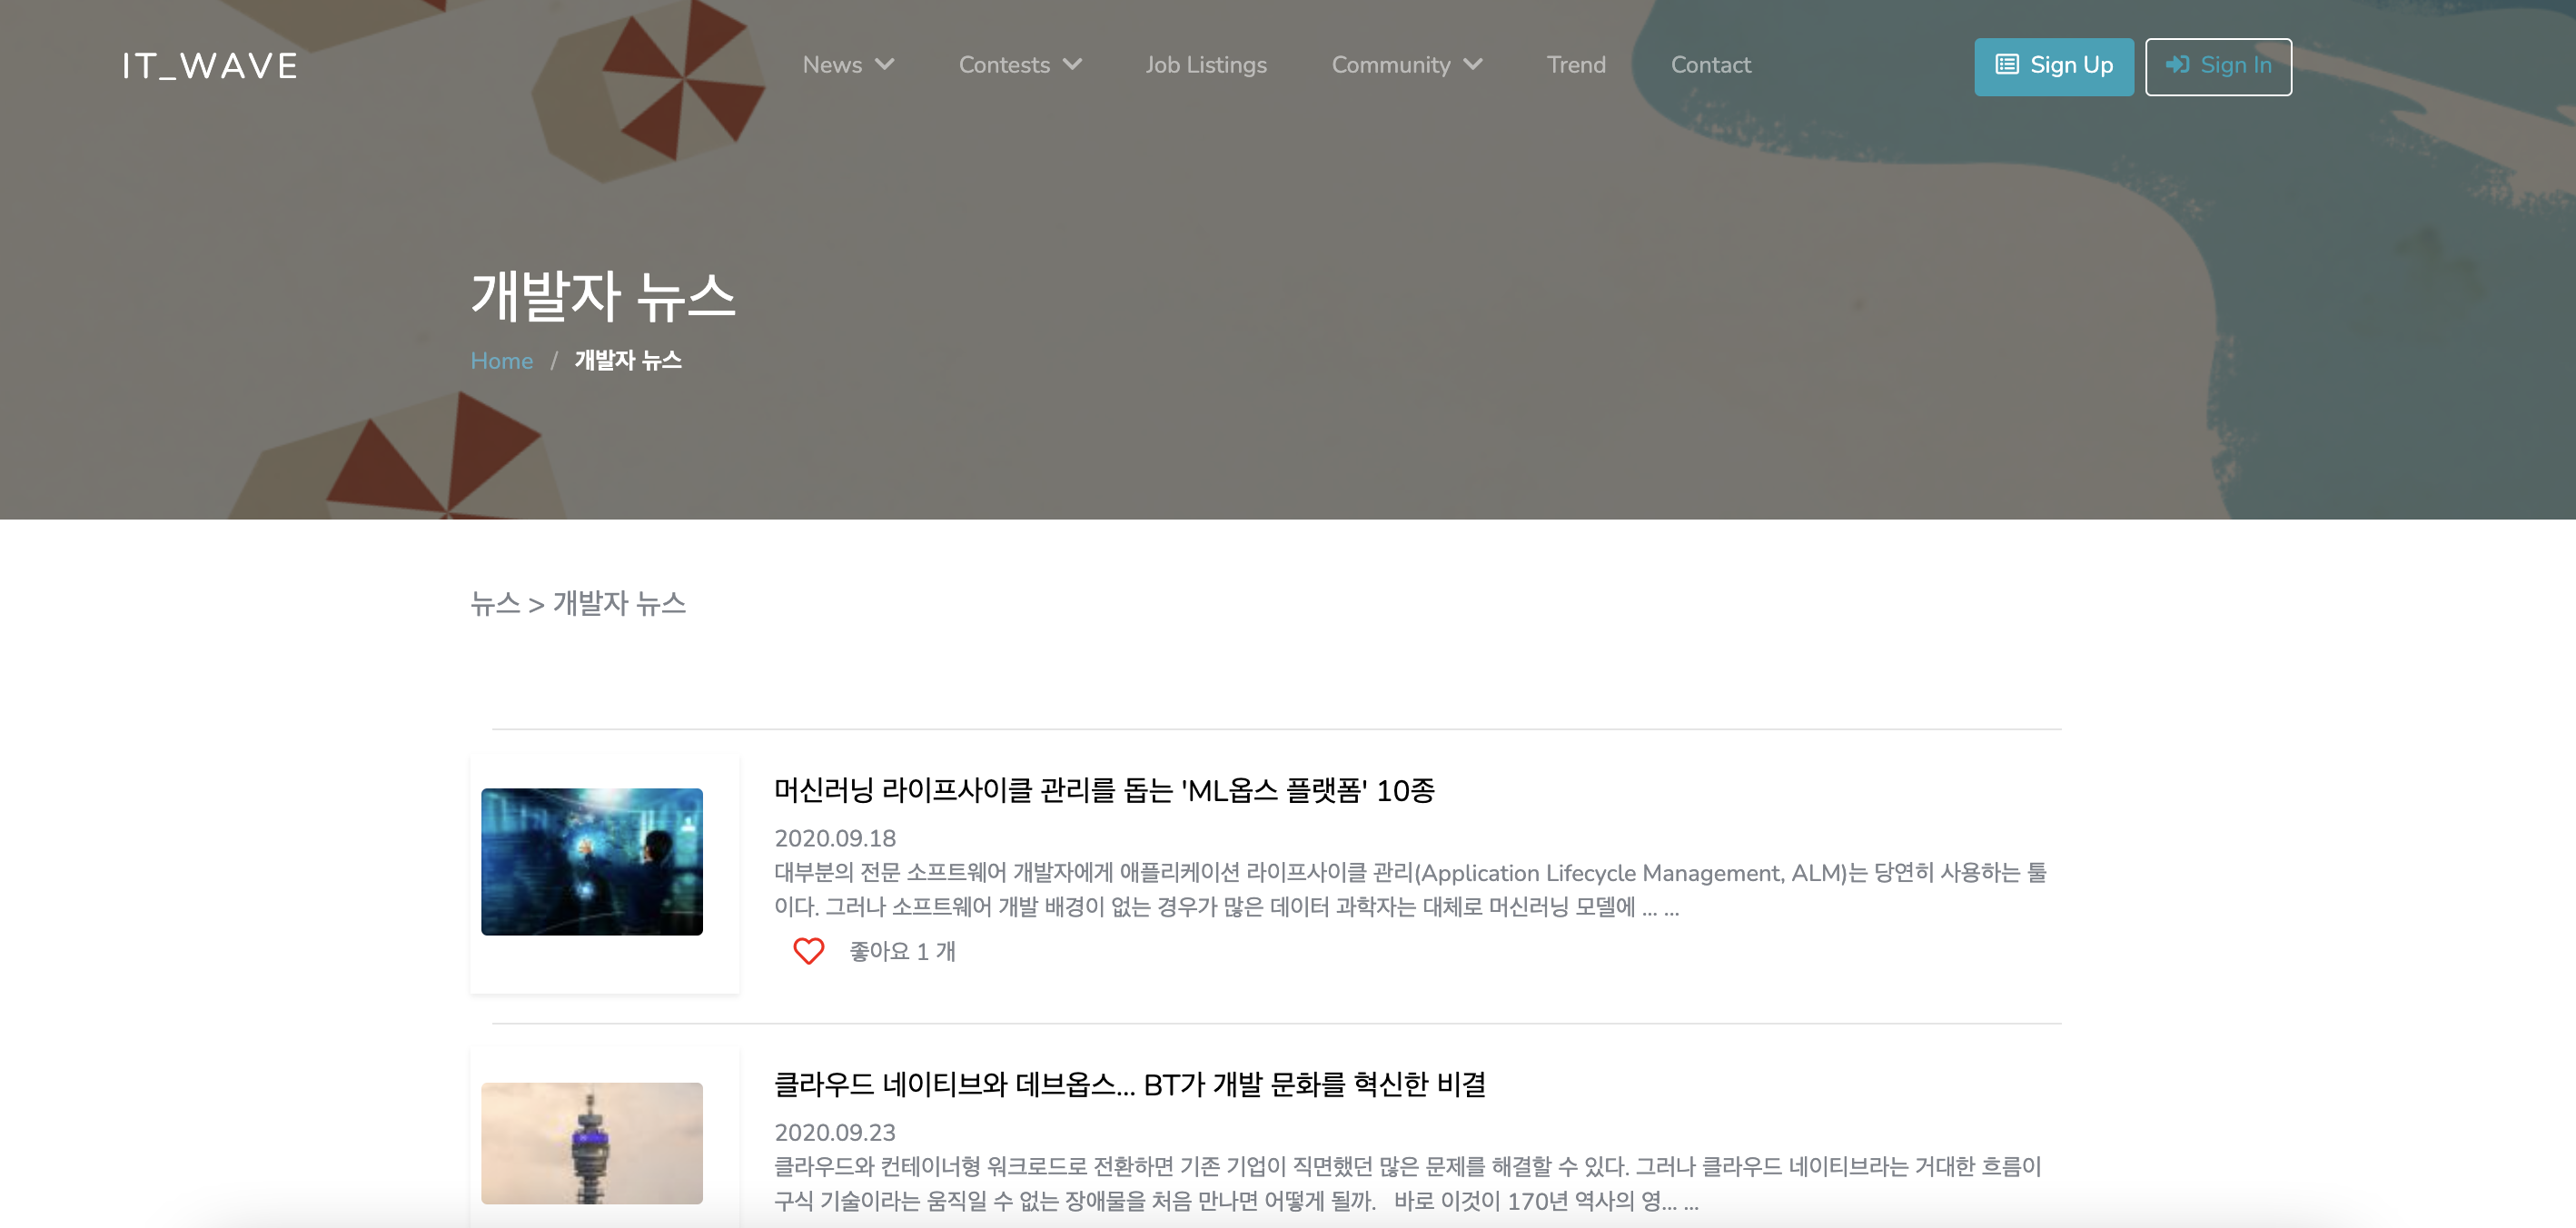 IT_WAVE
News
Contests
Job Listings
Community
Trend
Contact
Sign Up
Sign In
개발자 뉴스
Home / 개발자 뉴스
뉴스 > 개발자 뉴스
머신러닝 라이프사이클 관리를 돕는 'ML옵스 플랫폼' 10종
2020.09.18
대부분의 전문 소프트웨어 개발자에게 애플리케이션 라이프사이클 관리(Application Lifecycle Management, ALM)는 당연히 사용하는 툴
이다. 그러나 소프트웨어 개발 배경이 없는 경우가 많은 데이터 과학자는 대체로 머신러닝 모델에 ... ...
좋아요 1 개
클라우드 네이티브와 데브옵스... BT가 개발 문화를 혁신한 비결
2020.09.23
클라우드와 컨테이너형 워크로드로 전환하면 기존 기업이 직면했던 많은 문제를 해결할 수 있다. 그러나 클라우드 네이티브라는 거대한 흐름이
구식 기술이라는 움직일 수 없는 장애물을 처음 만나면 어떻게 될까. 바로 이것이 170년 역사의 영... ...